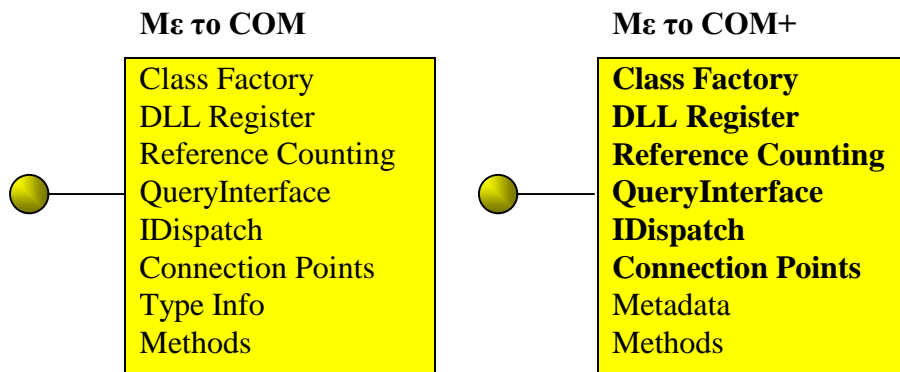 Με το COM
Class Factory
DLL Register
Reference Counting
QueryInterface
IDispatch
Connection Points
Type Info
Methods
Με το COM+
Class Factory
DLL Register
Reference Counting
QueryInterface
IDispatch
Connection Points
Metadata
Methods